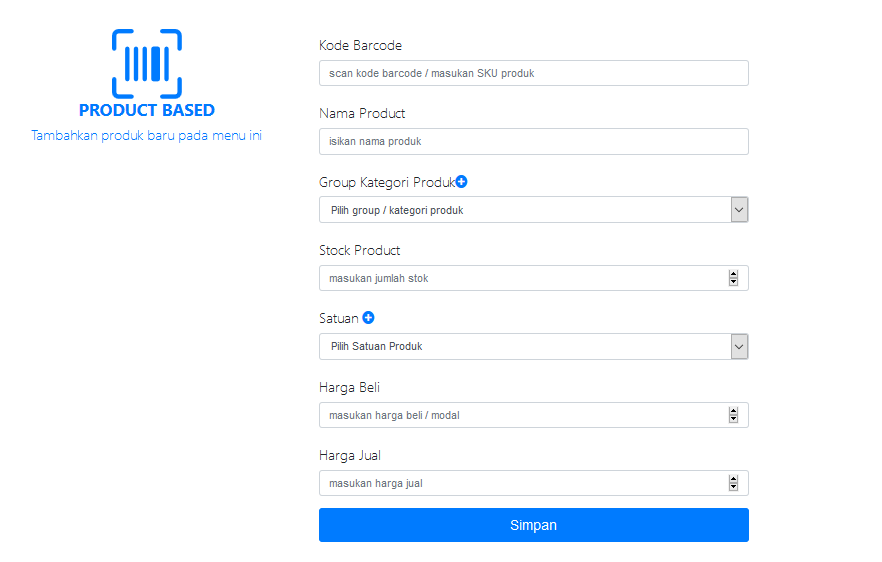 PRODUCT BASED
Tambahkan produk baru pada menu ini
Kode Barcode
scan kode barcode / masukan SKU produk
Nama Product
isikan nama produk
Group Kategori Produk
Pilih group / kategori produk
Stock Product
masukan jumlah stok
Satuan
Pilih Satuan Produk
Harga Beli
masukan harga beli / modal
Harga Jual
masukan harga jual
Simpan